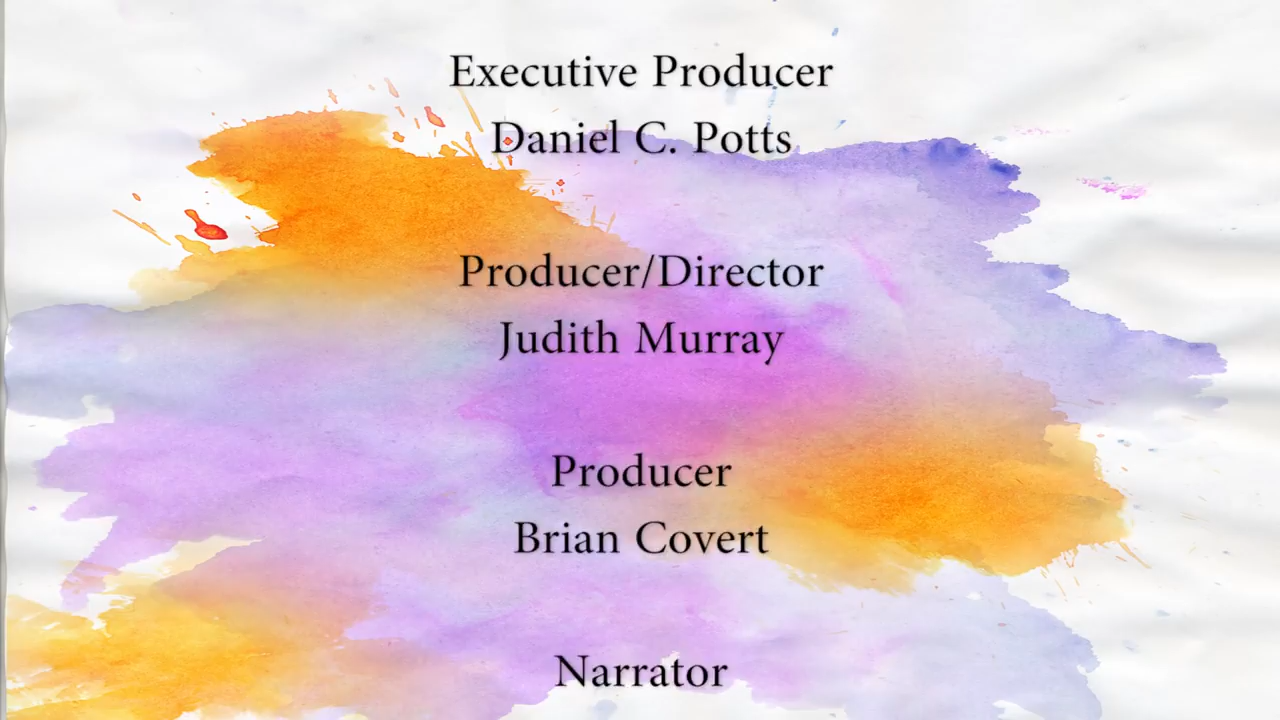 Executive Producer
Daniel C. Potts
Producer/Director
Judith Murray
Producer
Brian Covert
Narrator